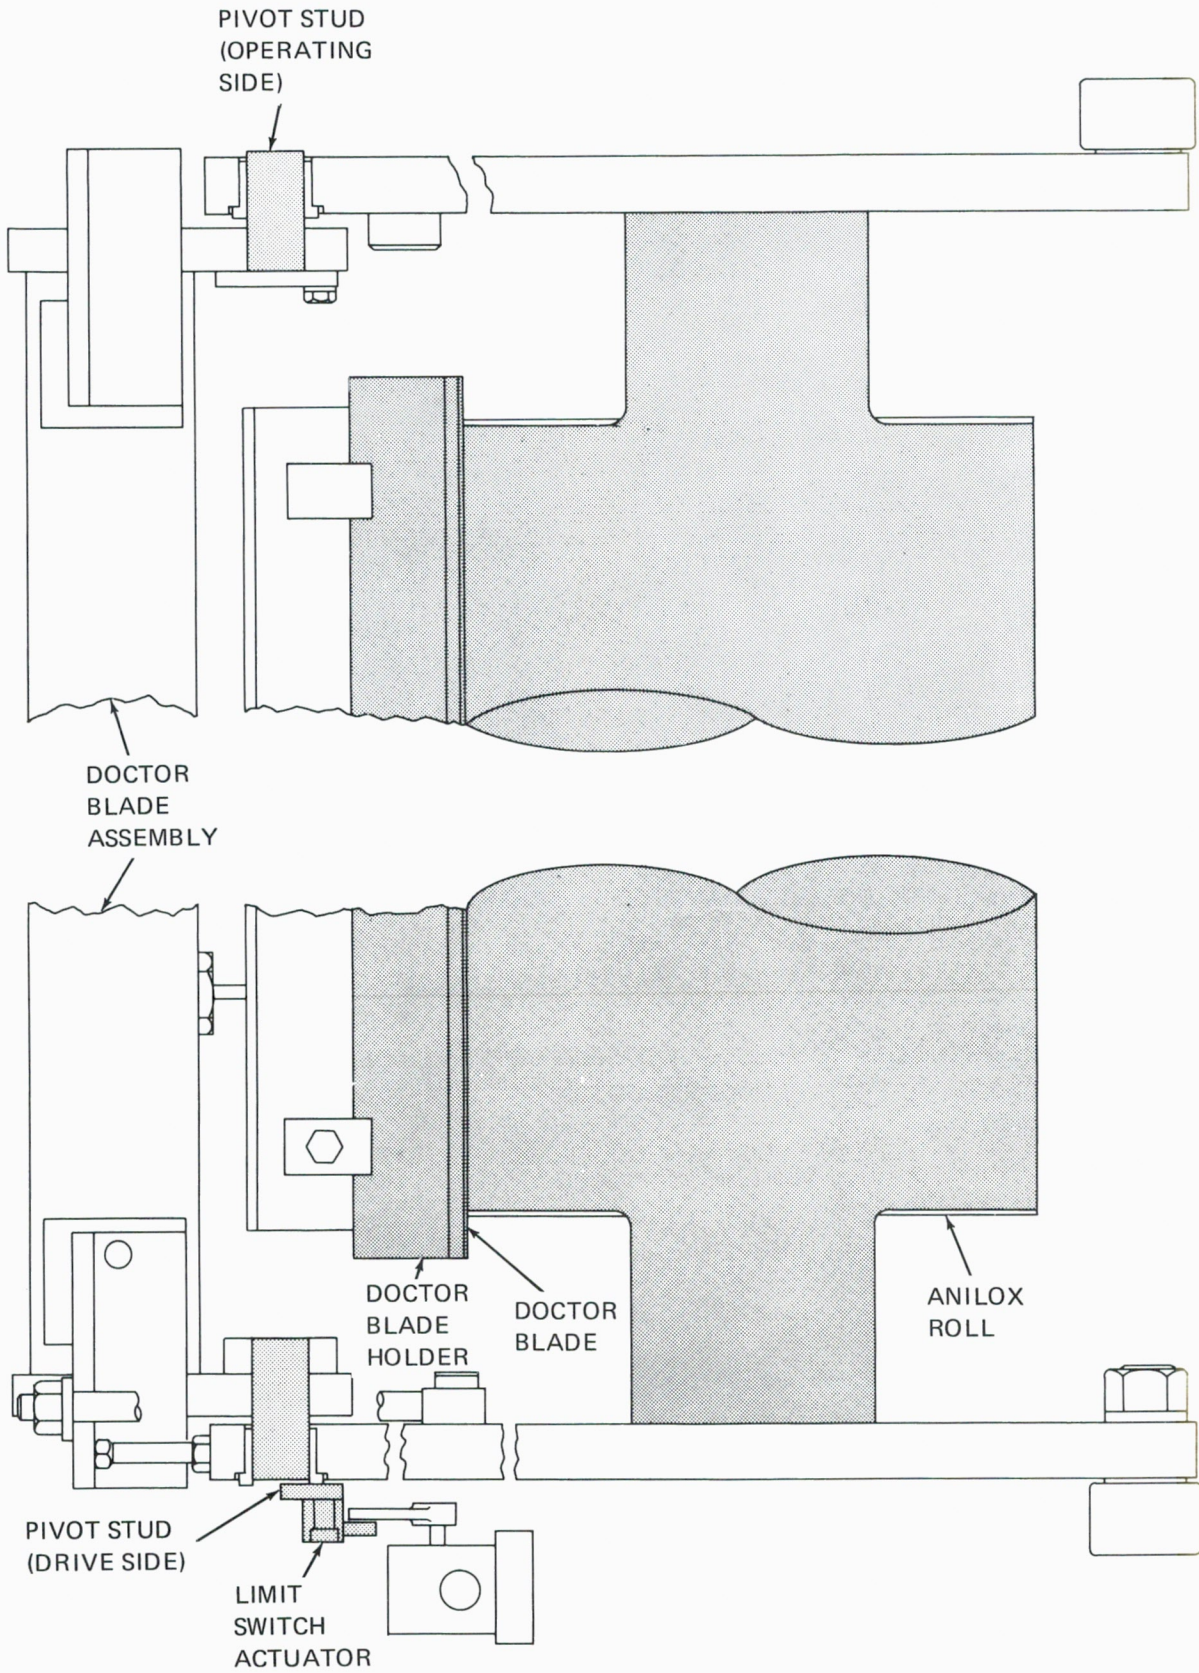 PIVOT STUD
(OPERATING
SIDE)
DOCTOR
BLADE
ASSEMBLY
DOCTOR
BLADE
HOLDER
DOCTOR
BLADE
ANILOX
ROLL
PIVOT STUD
(DRIVE SIDE)
LIMIT
SWITCH
ACTUATOR